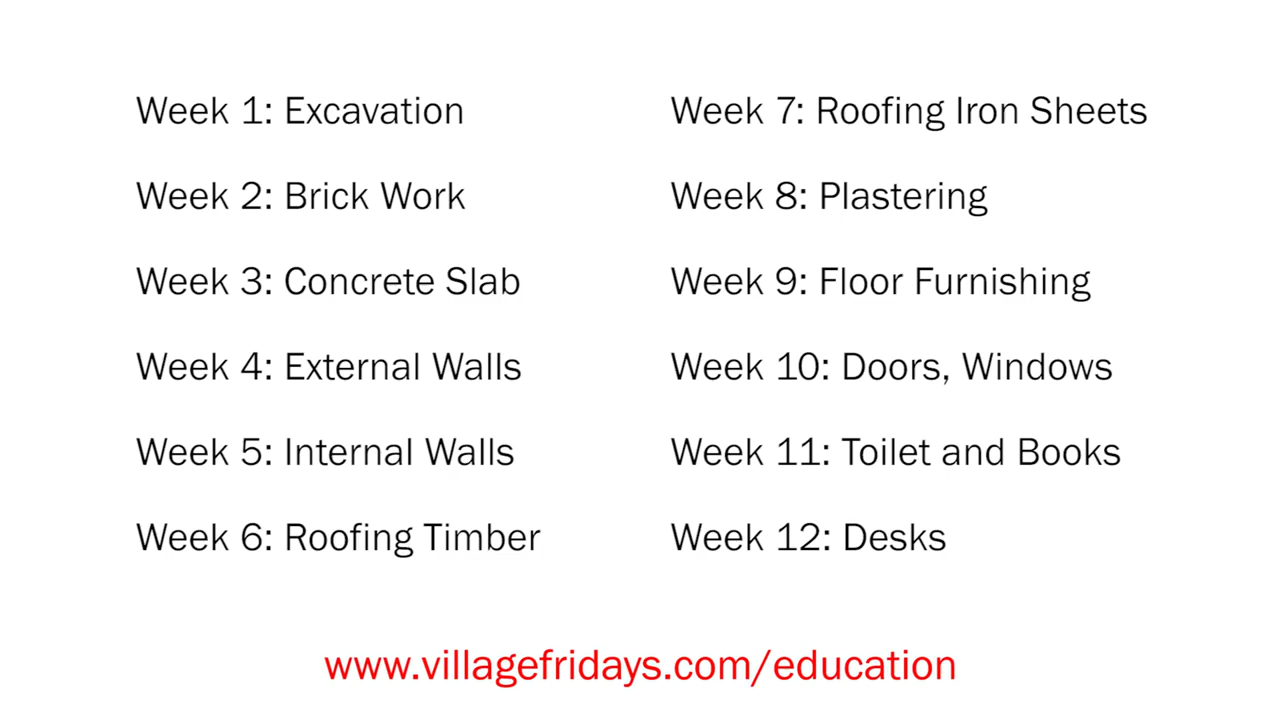 Week 1: Excavation
Week 2: Brick Work
Week 3: Concrete Slab
Week 4: External Walls
Week 5: Internal Walls
Week 6: Roofing Timber
Week 7: Roofing Iron Sheets
Week 8: Plastering
Week 9: Floor Furnishing
Week 10: Doors, Windows
Week 11: Toilet and Books
Week 12: Desks
www.villagefridays.com/education